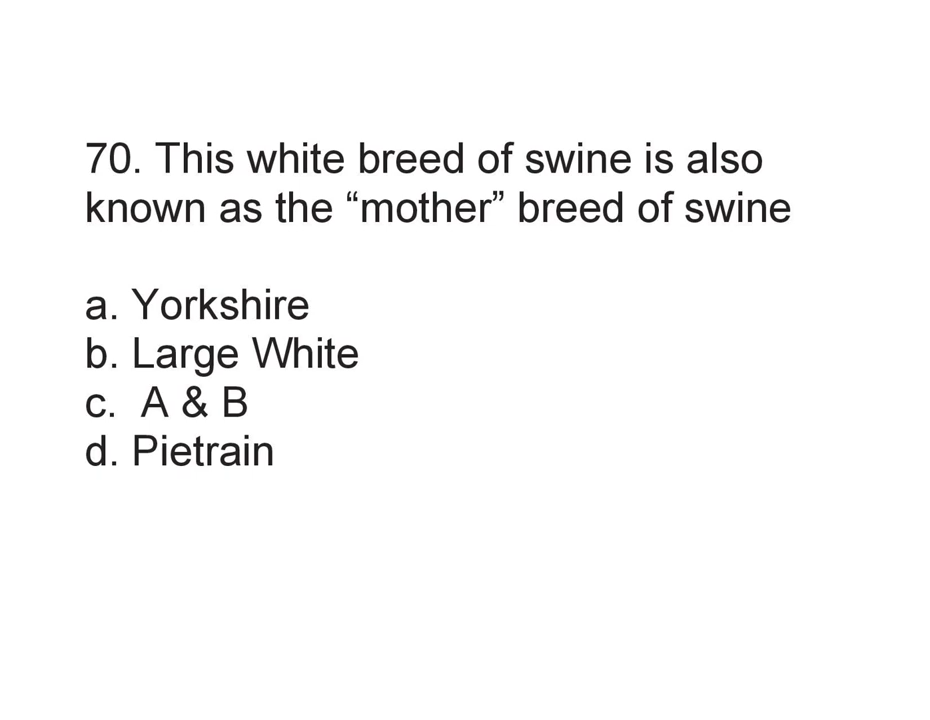 70. This white breed of swine is also
known as the “mother” breed of swine
a. Yorkshire
b. Large White
c.  A & B
d. Pietrain